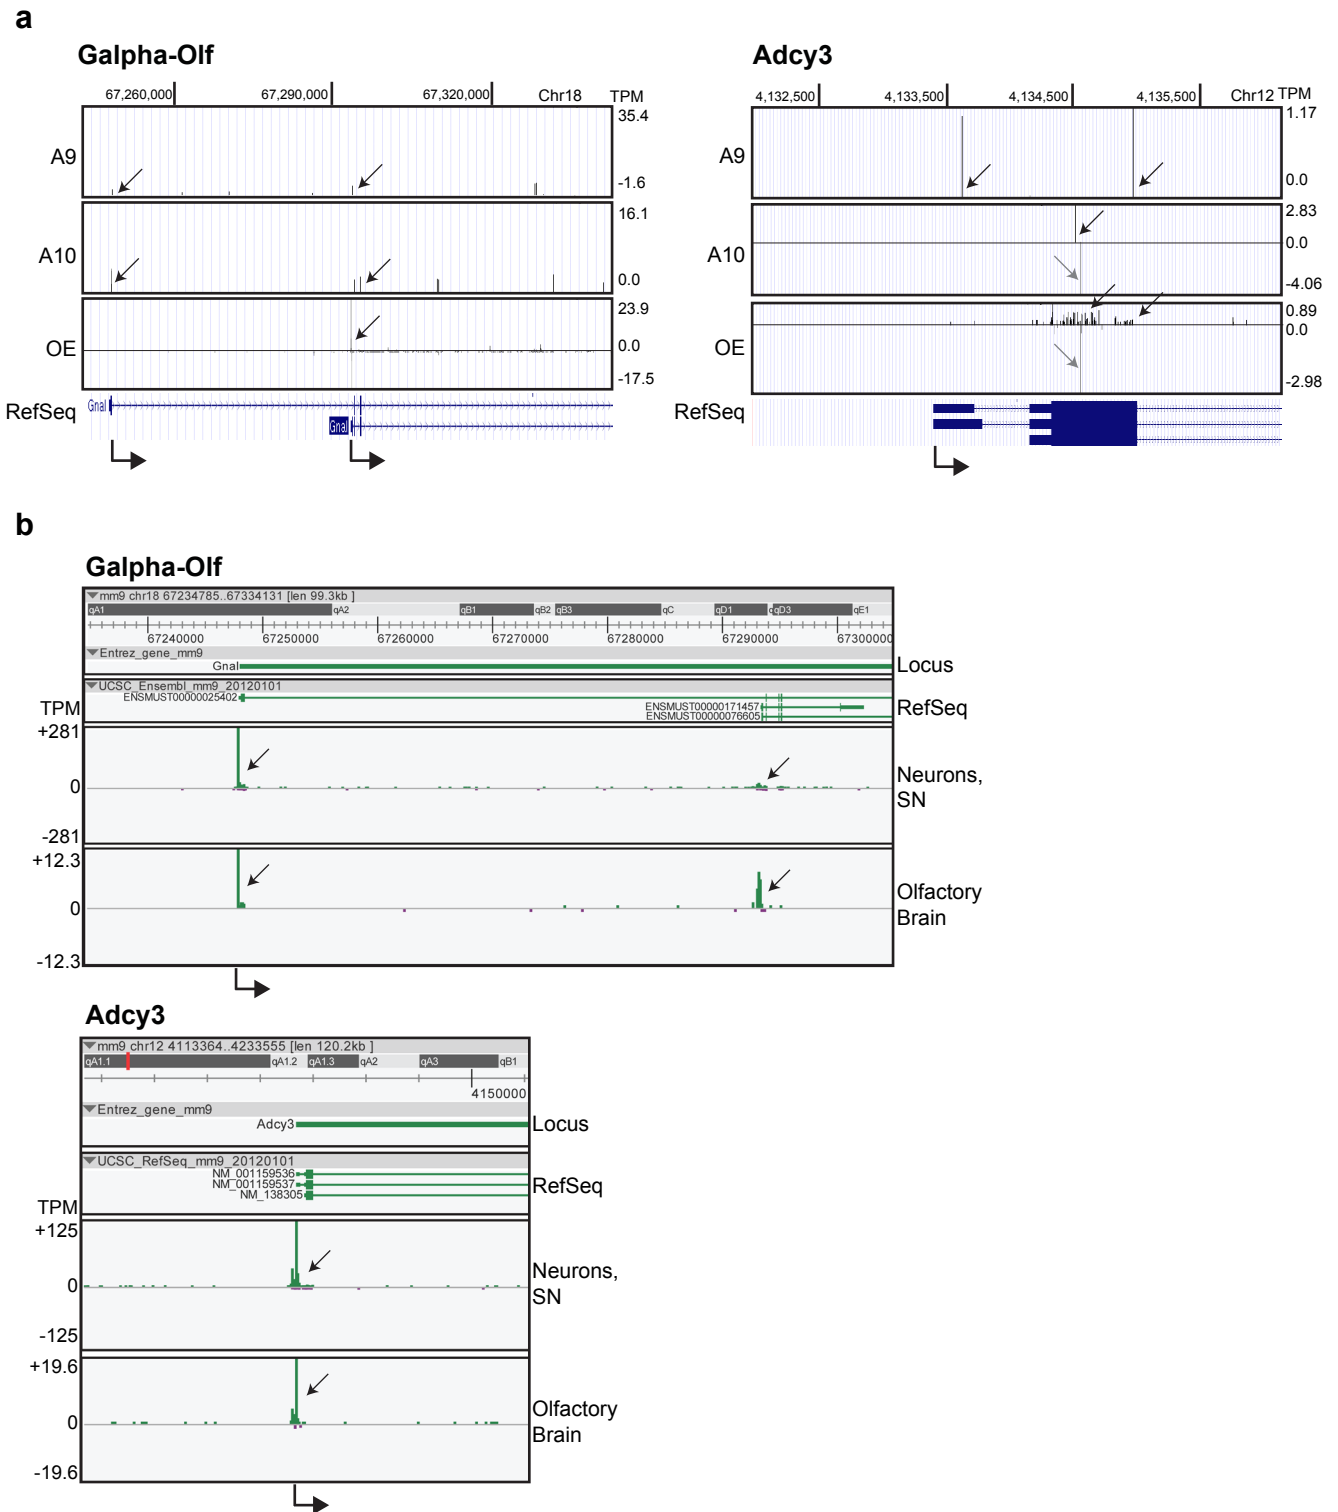 a
Galpha-Olf
67,260,000 67,290,000 67,320,000 Chr18 TPM
A9 35.4 -1.6
A10 16.1 0.0
OE 23.9 0.0 -17.5
RefSeq Gnal
Gnal
Adcy3
4,132,500 4,133,500 4,134,500 4,135,500 Chr12 TPM
A9 1.17 0.0
A10 2.83 0.0 -4.06
OE 0.89 0.0 -2.98
RefSeq
b
Galpha-Olf
mm9 chr18 67234785..67334131 [len 99.3kb ]
qA1 qA2 qB1 qB2 qB3 qC qD1 qD3 qE1
67240000 67250000 67260000 67270000 67280000 67290000 67300000
Entrez_gene_mm9
Gnal Locus
UCSC_Ensembl_mm9_20120101
ENSMUST00000025402
ENSMUST00000171457 RefSeq
ENSMUST00000076605
TPM
+281
0
-281
Neurons,
SN
+12.3
0
-12.3
Olfactory
Brain
Adcy3
mm9 chr12 4113364..4233555 [len 120.2kb ]
qA1.1 qA1.2 qA1.3 qA2 qA3 qB1
4150000
Entrez_gene_mm9
Adcy3 Locus
UCSC_RefSeq_mm9_20120101
NM_001159536
NM_001159537 RefSeq
NM_138305
TPM
+125
0
-125
Neurons,
SN
+19.6
0
-19.6
Olfactory
Brain